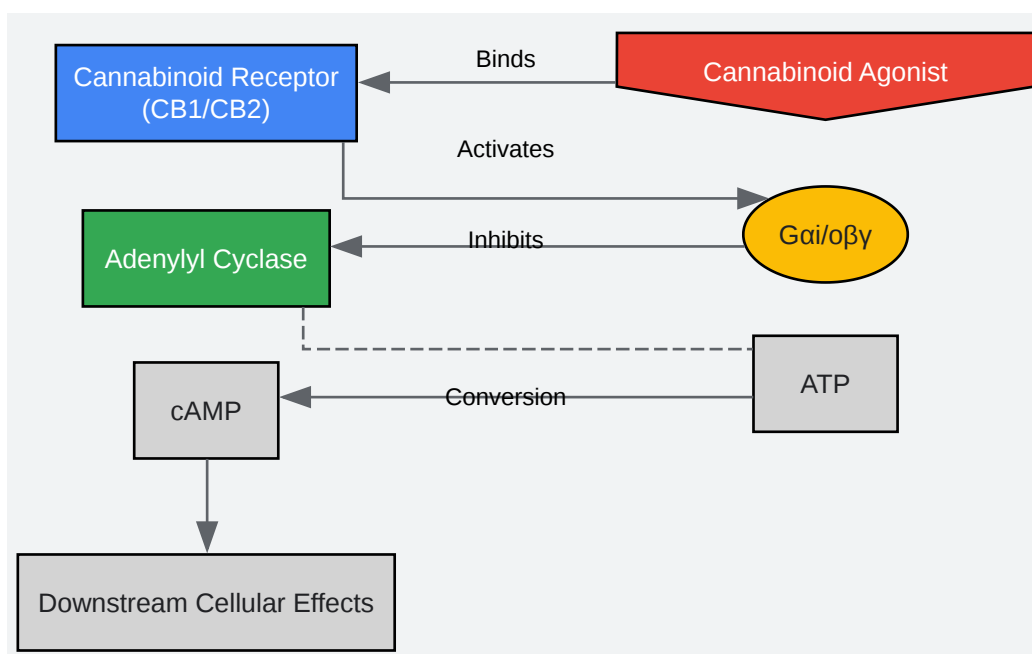 Cannabinoid Receptor
(CB1/CB2)
Binds
Cannabinoid Agonist
Activates
Gαi/oβγ
Inhibits
Adenylyl Cyclase
ATP
Conversion
cAMP
Downstream Cellular Effects